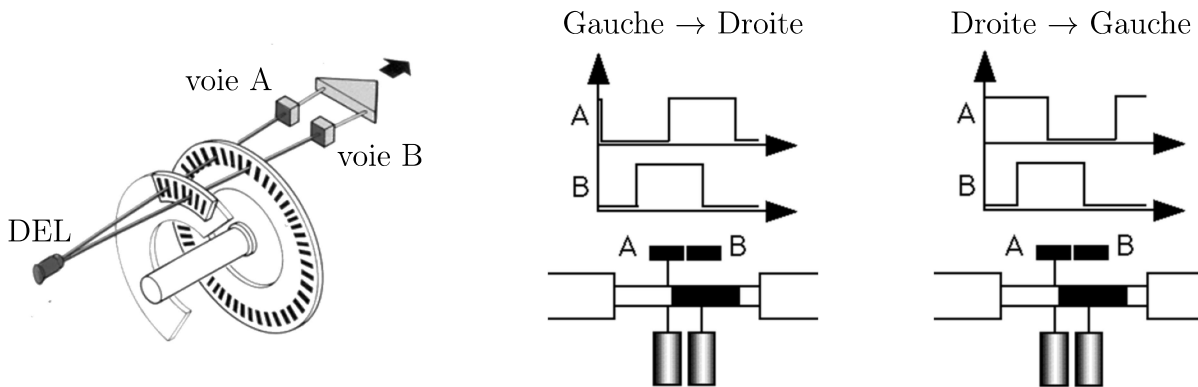 voie A
voie B
DEL
Gauche → Droite
A
B
A
B
Droite → Gauche
A
B
A
B